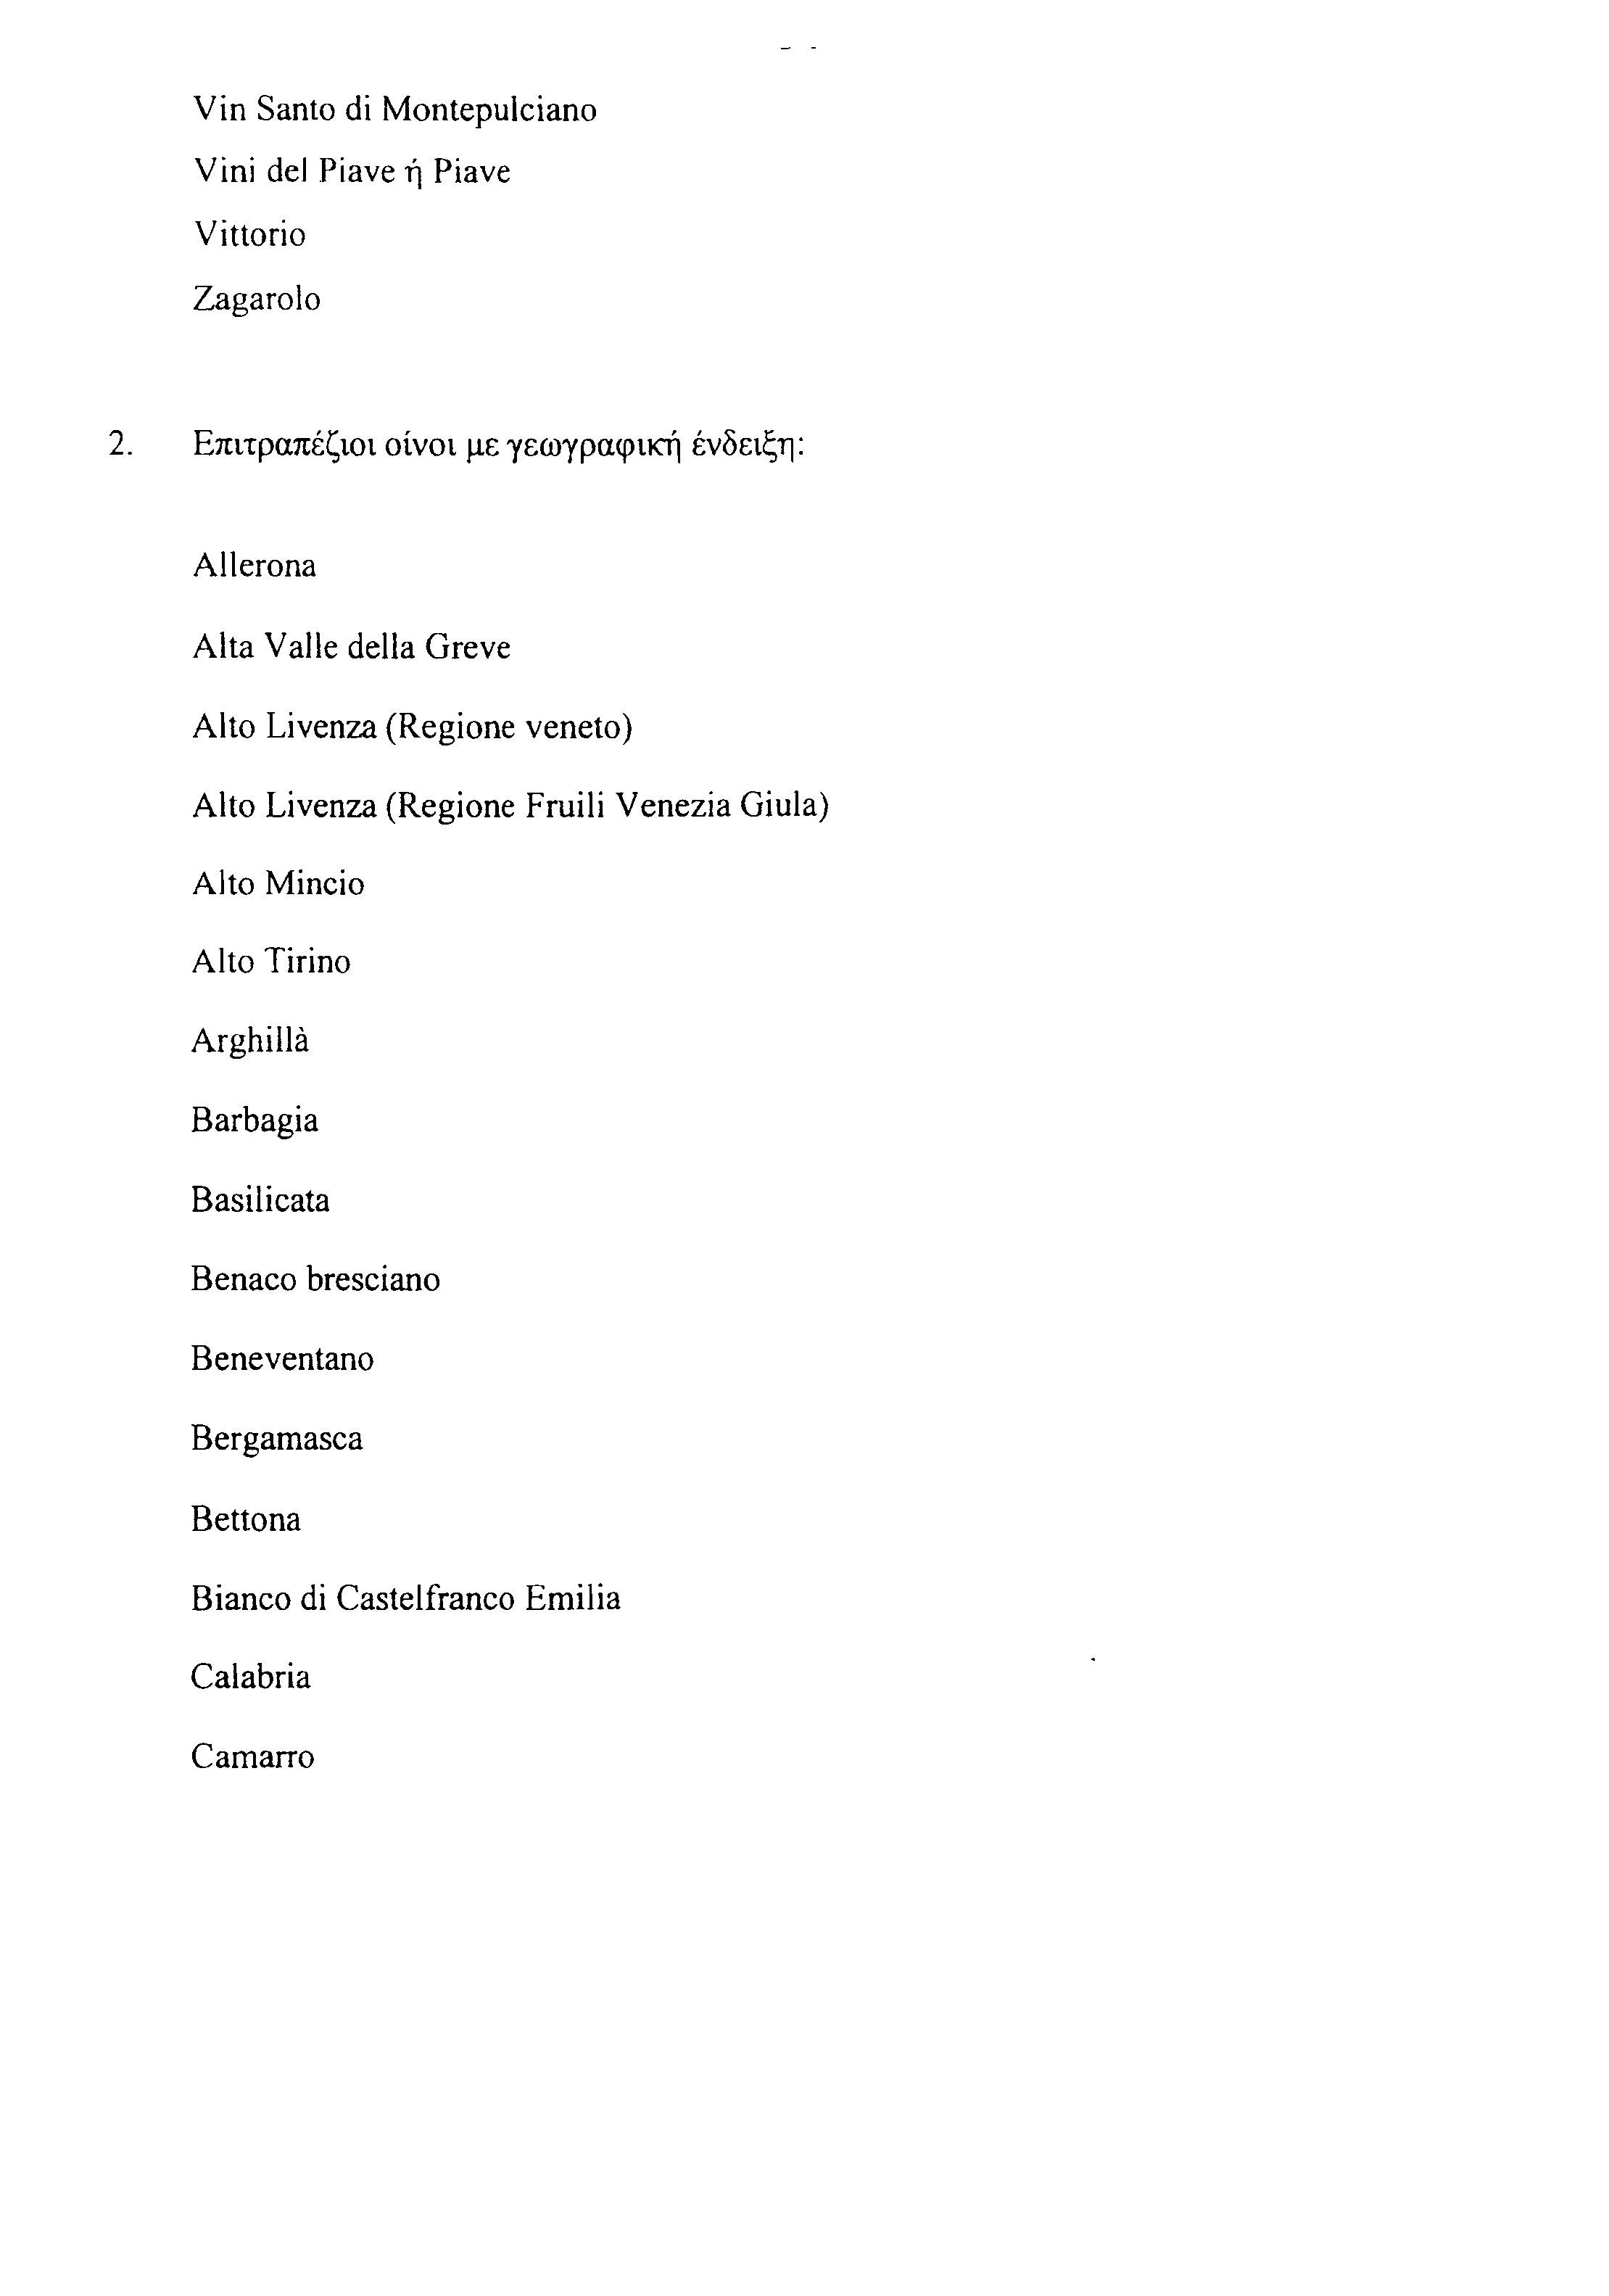 - -
Vin Santo di Montepulciano
Vini del Piave ή Piave
Vittorio
Zagarolo
2. Επιτραπέζιοι οίνοι με γεωγραφική ένδειξη:
Allerona
Alta Valle della Greve
Alto Livenza (Regione veneto)
Alto Livenza (Regione Fruili Venezia Giula)
Alto Mincio
Alto Tirino
Arghillà
Barbagia
Basilicata
Benaco bresciano
Beneventano
Bergamasca
Bettona
Bianco di Castelfranco Emilia
Calabria
Camarro